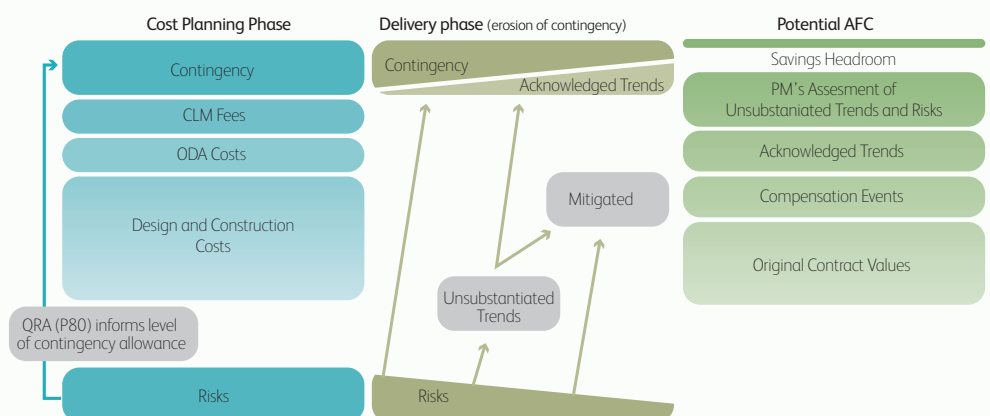 Cost Planning Phase
Contingency
CLM Fees
ODA Costs
Design and Construction
Costs
QRA (P80) informs level
of contingency allowance
Risks
Delivery phase (erosion of contingency)
Contingency
Acknowledged Trends
Mitigated
Unsubstantiated
Trends
Risks
Potential AFC
Savings Headroom
PM's Assesment of
Unsubstaniated Trends and Risks
Acknowledged Trends
Compensation Events
Original Contract Values